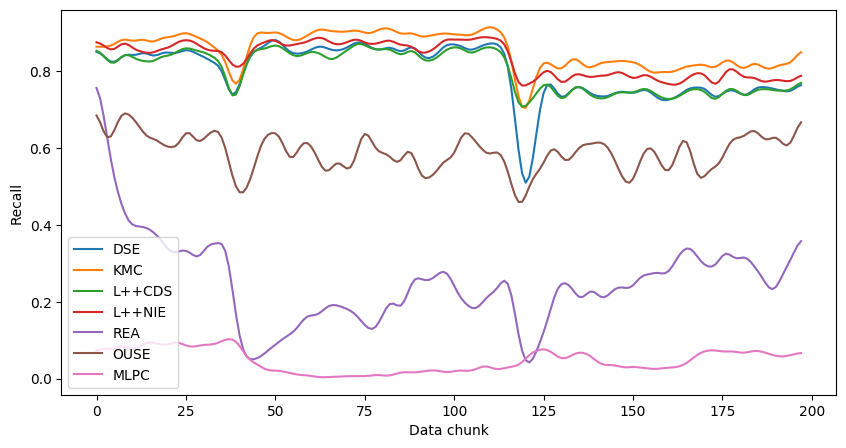 0.8
0.6
0.4
0.2
0.0
Recall
DSE
KMC
L++CDS
L++NIE
REA
OUSE
MLPC
0 25 50 75 100 125 150 175 200
Data chunk